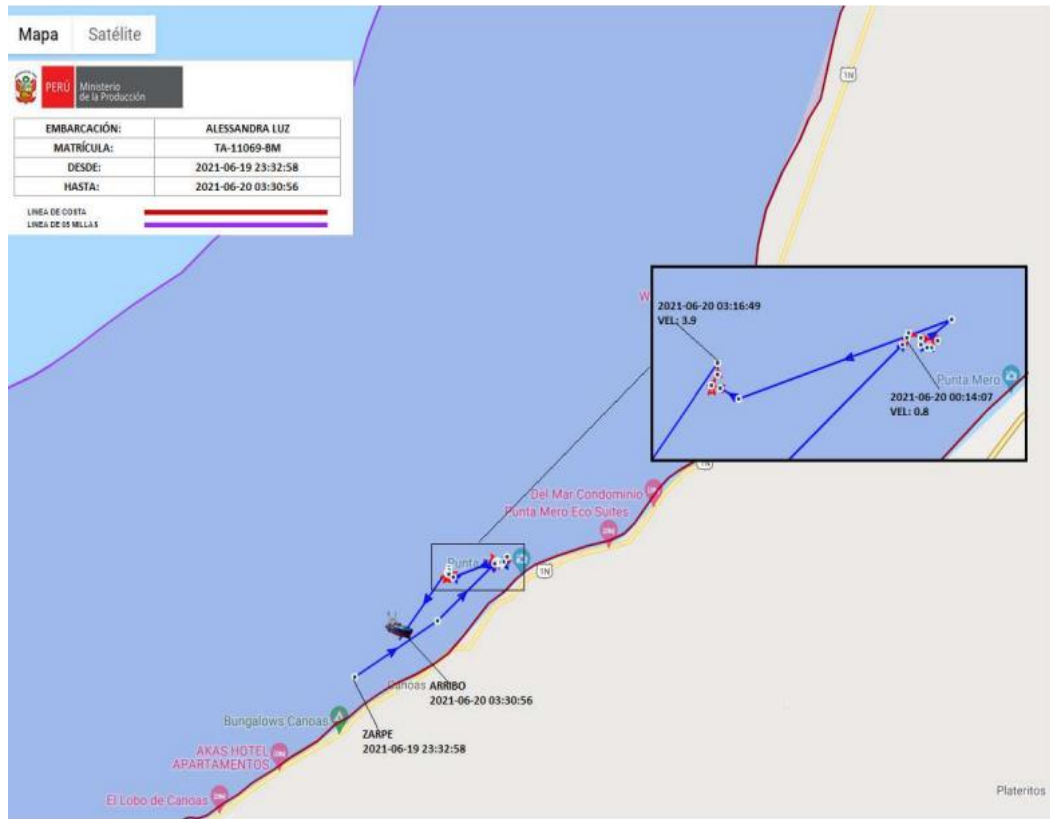 Mapa Satélite
PERÚ Ministerio
de la Producción
EMBARCACIÓN: ALESSANDRA LUZ
MATRÍCULA: TA-11069-BM
DESDE: 2021-06-19 23:32:58
HASTA: 2021-06-20 03:30:56
LINEA DE COSTA
LINEA DE 05 MILLAS
1N
W
2021-06-20 03:16:49
VEL: 3.9
Punta Mero
2021-06-20 00:14:07
VEL: 0.8
1N
Del Mar Condominio
Punta Mero Eco Suites
Punta
1N
Canoas ARRIBO
2021-06-20 03:30:56
Bungalows Canoas
ZARPE
2021-06-19 23:32:58
AKAS HOTEL
APARTAMENTOS
El Lobo de Canoas
Plateritos